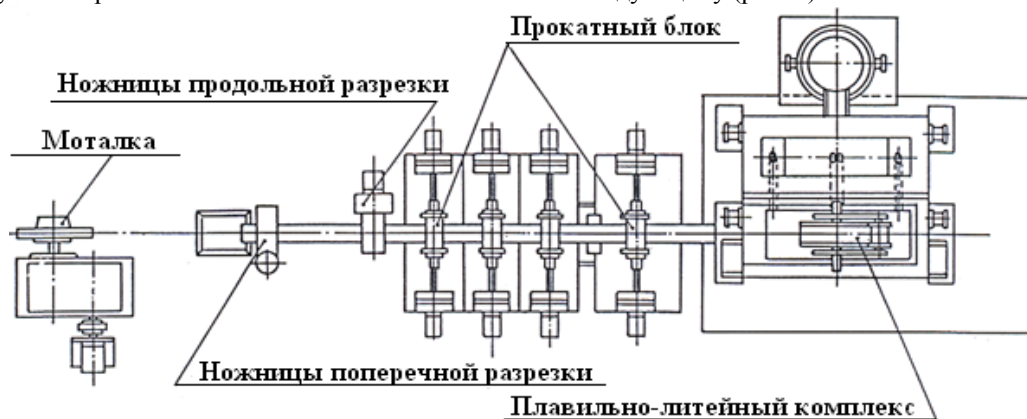 Прокатный блок
Ножницы продольной разрезки
Моталка
Ножницы поперечной разрезки
Плавильно-литейный комплекс